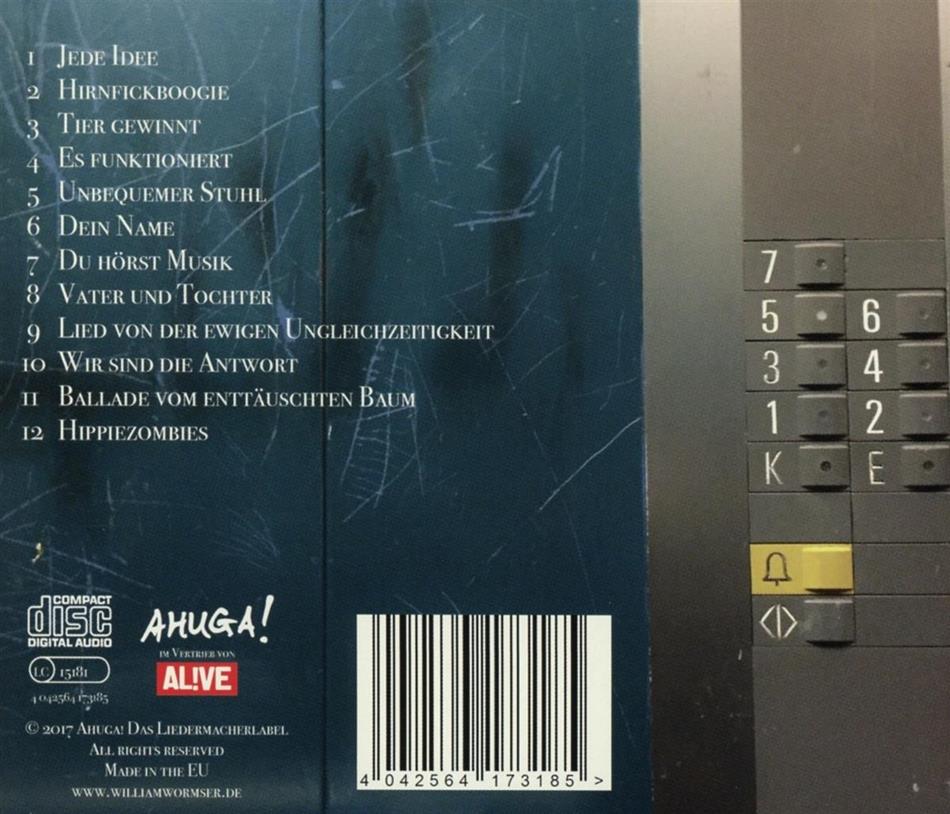 1 Jede Idee
2 Hirnfickboogie
3 Tier gewinnt
4 Es funktioniert
5 Unbequemer Stuhl
6 Dein Name
7 Du hörst Musik
8 Vater und Tochter
9 Lied von der ewigen Ungleichzeitigkeit
10 Wir sind die Antwort
11 Ballade vom enttäuschten Baum
12 Hippiezombies
COMPACT
disc
DIGITAL AUDIO
LC 15181
4 042564 173185
AHUGA!
im Vertrieb von
AL!VE
© 2017 Ahuga! Das Liedermacherlabel
All rights reserved
Made in the EU
www.williamwormser.de
4 042564 173185 >
7
5 6
3 4
1 2
K E